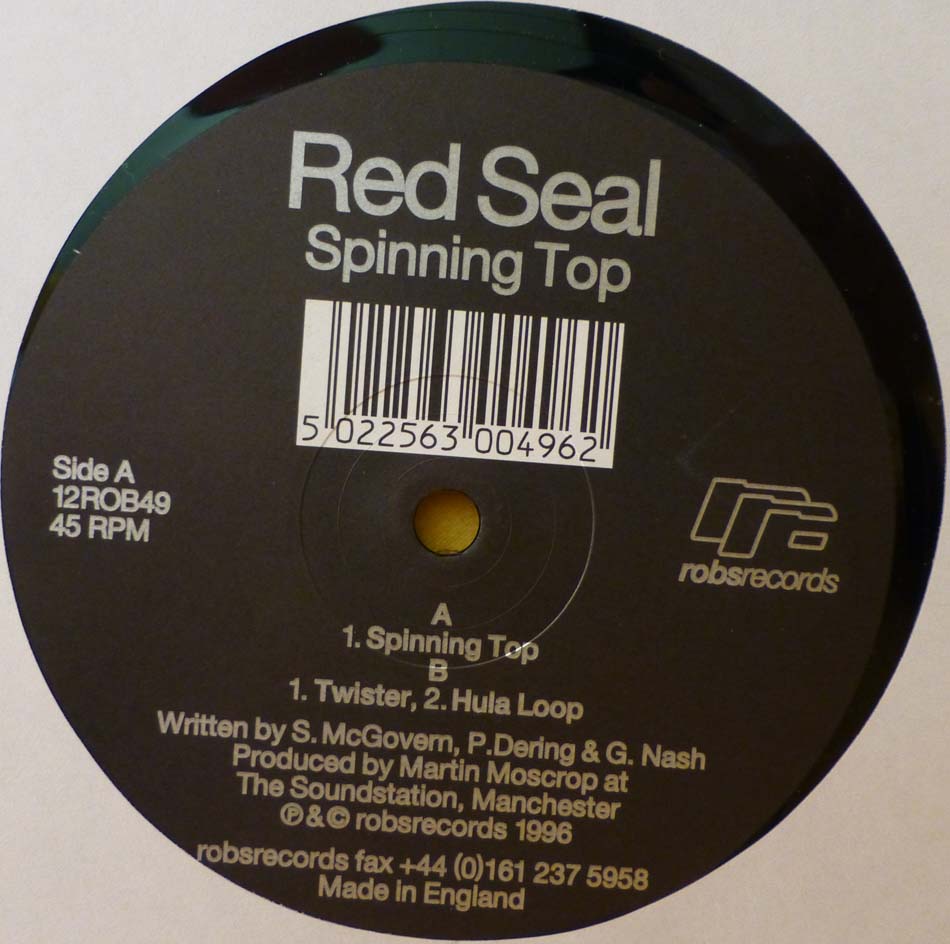 Red Seal
Spinning Top
5 022563 004962
Side A
12ROB49
45 RPM
robsrecords
A
1. Spinning Top
B
1. Twister, 2. Hula Loop
Written by S. McGovern, P.Dering & G. Nash
Produced by Martin Moscrop at
The Soundstation, Manchester
℗ & © robsrecords 1996
robsrecords fax +44 (0)161 237 5958
Made in England